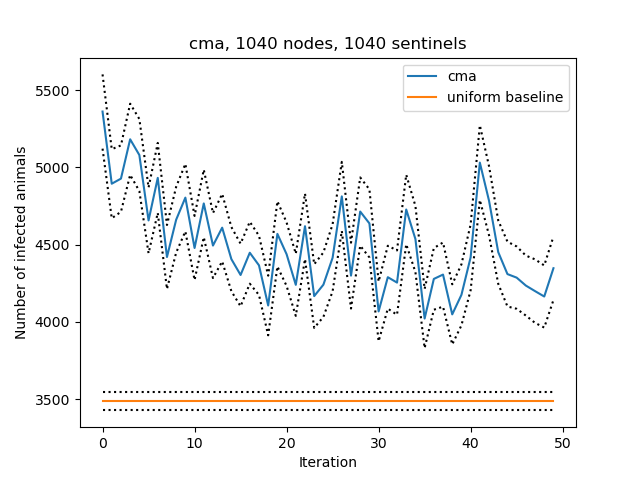 cma, 1040 nodes, 1040 sentinels
cma
uniform baseline
Number of infected animals
5500
5000
4500
4000
3500
0 10 20 30 40 50
Iteration